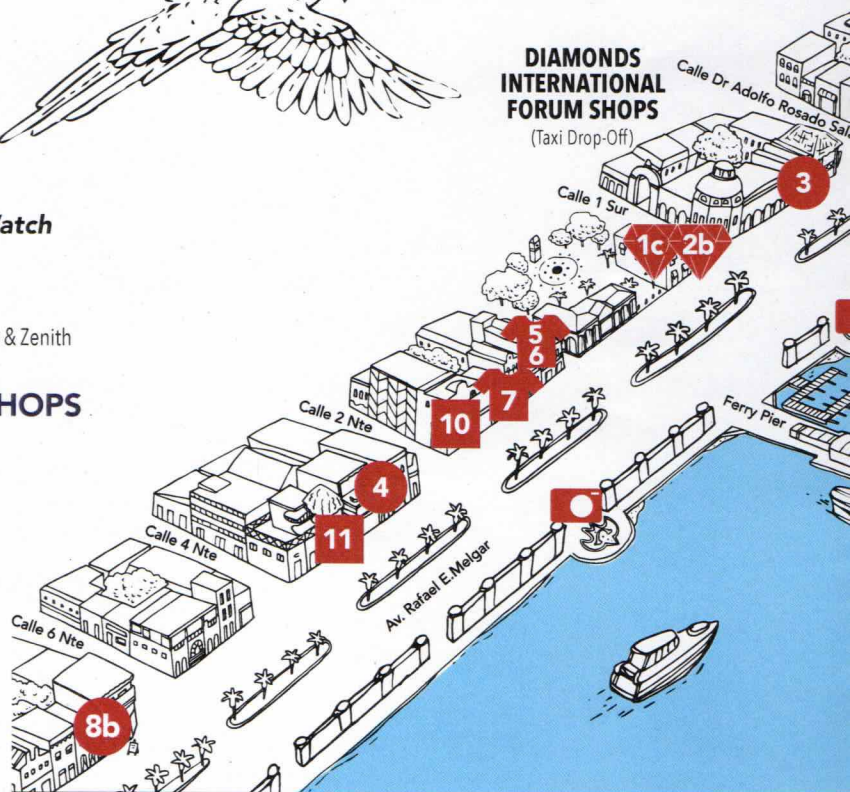 DIAMONDS
INTERNATIONAL
FORUM SHOPS
(Taxi Drop-Off)
Calle Dr Adolfo Rosado
3
Calle 1 Sur
1c
2b
& Zenith
5
6
HOPS
7
10
Calle 2 Nte
Ferry Pier
4
11
Calle 4 Nte
Av. Rafael E.Melgar
Calle 6 Nte
8b